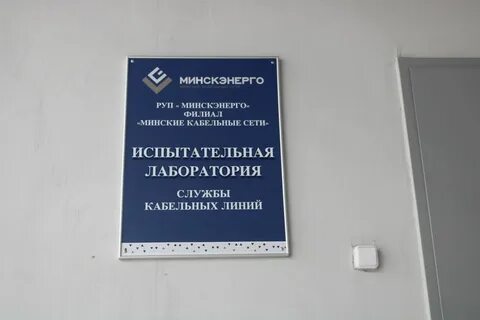 МИНСКЭНЕРГО
РУП - МИНСКЭНЕРГО-
ФИЛИАЛ
«МИНСКИЕ КАБЕЛЬНЫЕ СЕТИ»
ИСПЫТАТЕЛЬНАЯ
ЛАБОРАТОРИЯ
СЛУЖБЫ
КАБЕЛЬНЫХ ЛИНИЙ